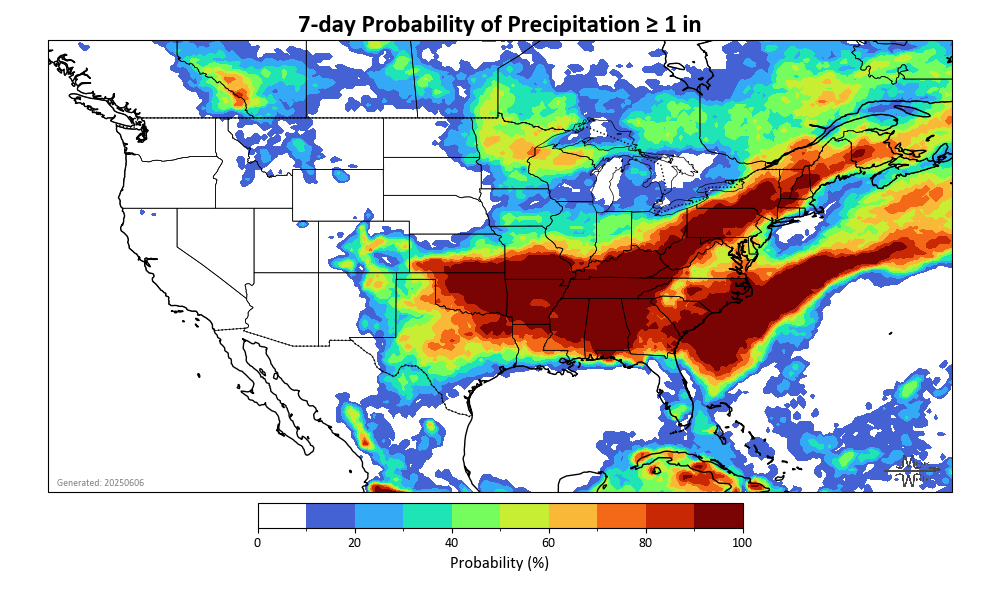 7-day Probability of Precipitation ≥ 1 in
Generated: 20250606
0 20 40 60 80 100
Probability (%)